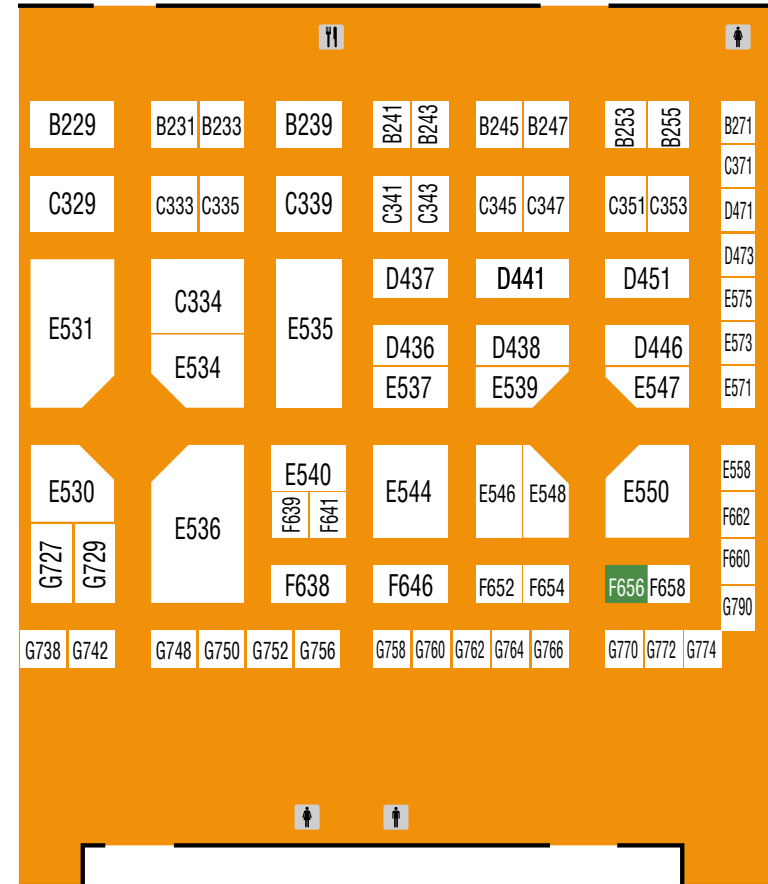 B229 B231 B233 B239 B241 B243 B245 B247 B253 B255 B271
C371
C329 C333 C335 C339 C341 C343 C345 C347 C351 C353 D471
D473
E531 C334 E535 D437 D441 D451 E575
E534 D436 D438 D446 E573
E537 E539 E547 E571
E530 E536 E540 E544 E546 E548 E550 E558
F639 F641 F662
G727 G729 F660
F638 F646 F652 F654 F656 F658 G790
G738 G742 G748 G750 G752 G756 G758 G760 G762 G764 G766 G770 G772 G774